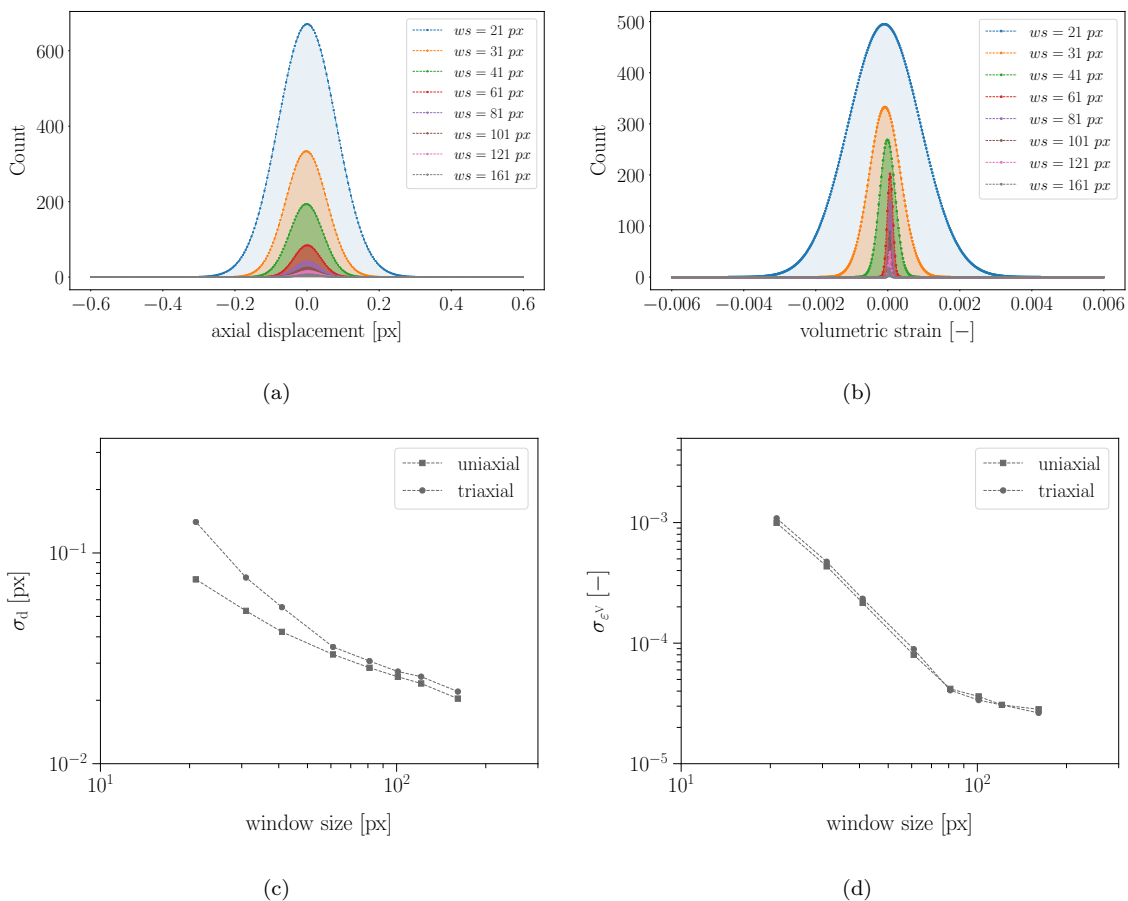 600
400
200
0
Count
−0.6
−0.4
−0.2
0.0
0.2
0.4
0.6
axial displacement [px]
ws = 21 px
ws = 31 px
ws = 41 px
ws = 61 px
ws = 81 px
ws = 101 px
ws = 121 px
ws = 161 px
(a)
500
400
300
200
100
0
Count
−0.006
−0.004
−0.002
0.000
0.002
0.004
0.006
volumetric strain [−]
ws = 21 px
ws = 31 px
ws = 41 px
ws = 61 px
ws = 81 px
ws = 101 px
ws = 121 px
ws = 161 px
(b)
10⁻¹
10⁻²
σ_d [px]
10¹
10²
window size [px]
uniaxial
triaxial
(c)
10⁻³
10⁻⁴
10⁻⁵
σ_{ε^V} [−]
10¹
10²
window size [px]
uniaxial
triaxial
(d)